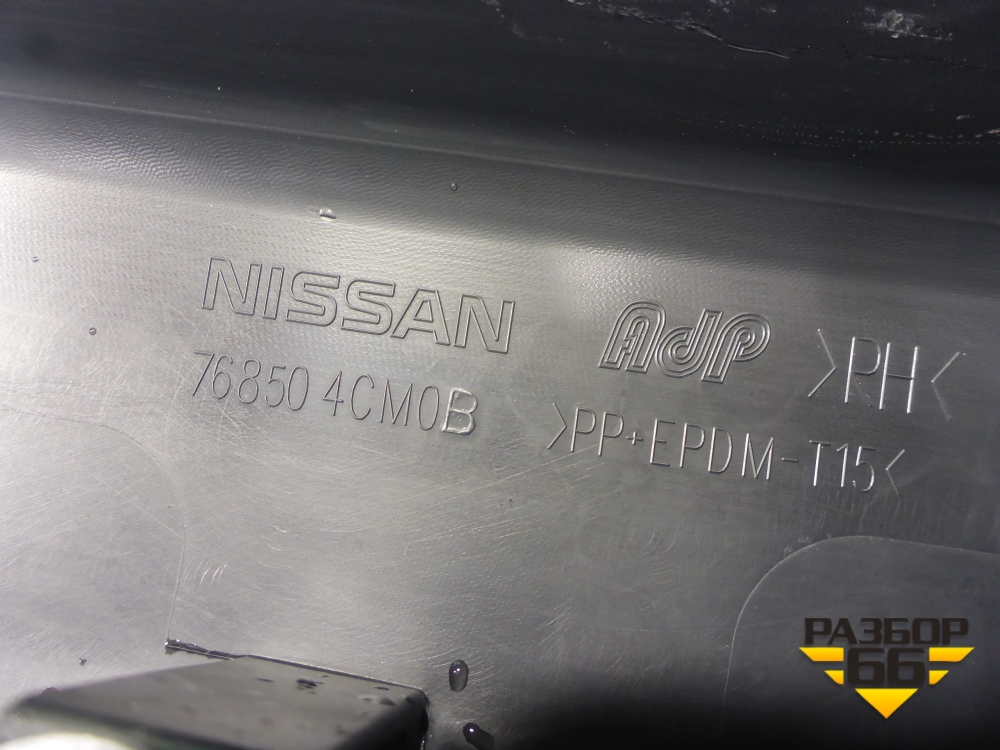 NISSAN
AdP
>PH<
76850 4CM0B
>PP+EPDM-T15<
РАЗБОР
66